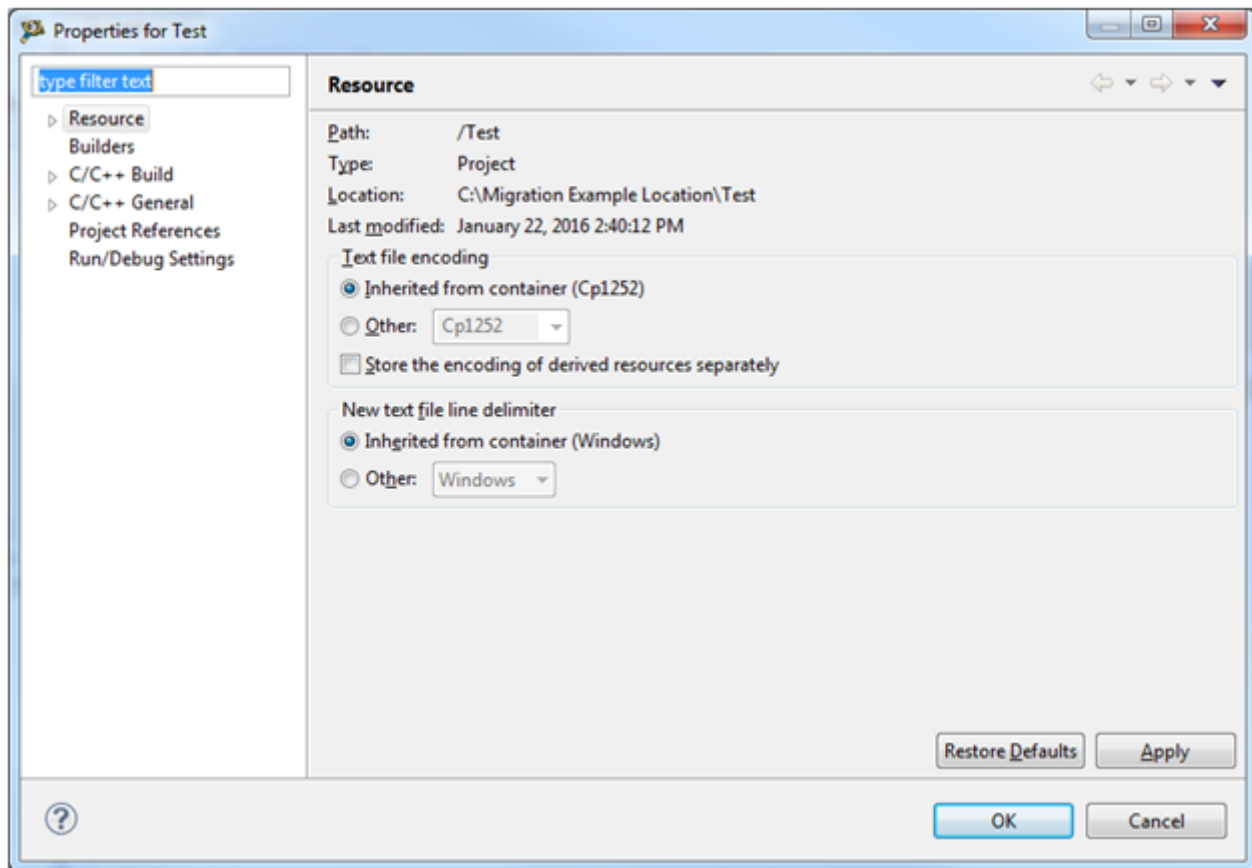 Properties for Test
type filter text
Resource
Builders
C/C++ Build
C/C++ General
Project References
Run/Debug Settings
Resource
Path: /Test
Type: Project
Location: C:\Migration Example Location\Test
Last modified: January 22, 2016 2:40:12 PM
Text file encoding
Inherited from container (Cp1252)
Other: Cp1252
Store the encoding of derived resources separately
New text file line delimiter
Inherited from container (Windows)
Other: Windows
Restore Defaults Apply
? OK Cancel